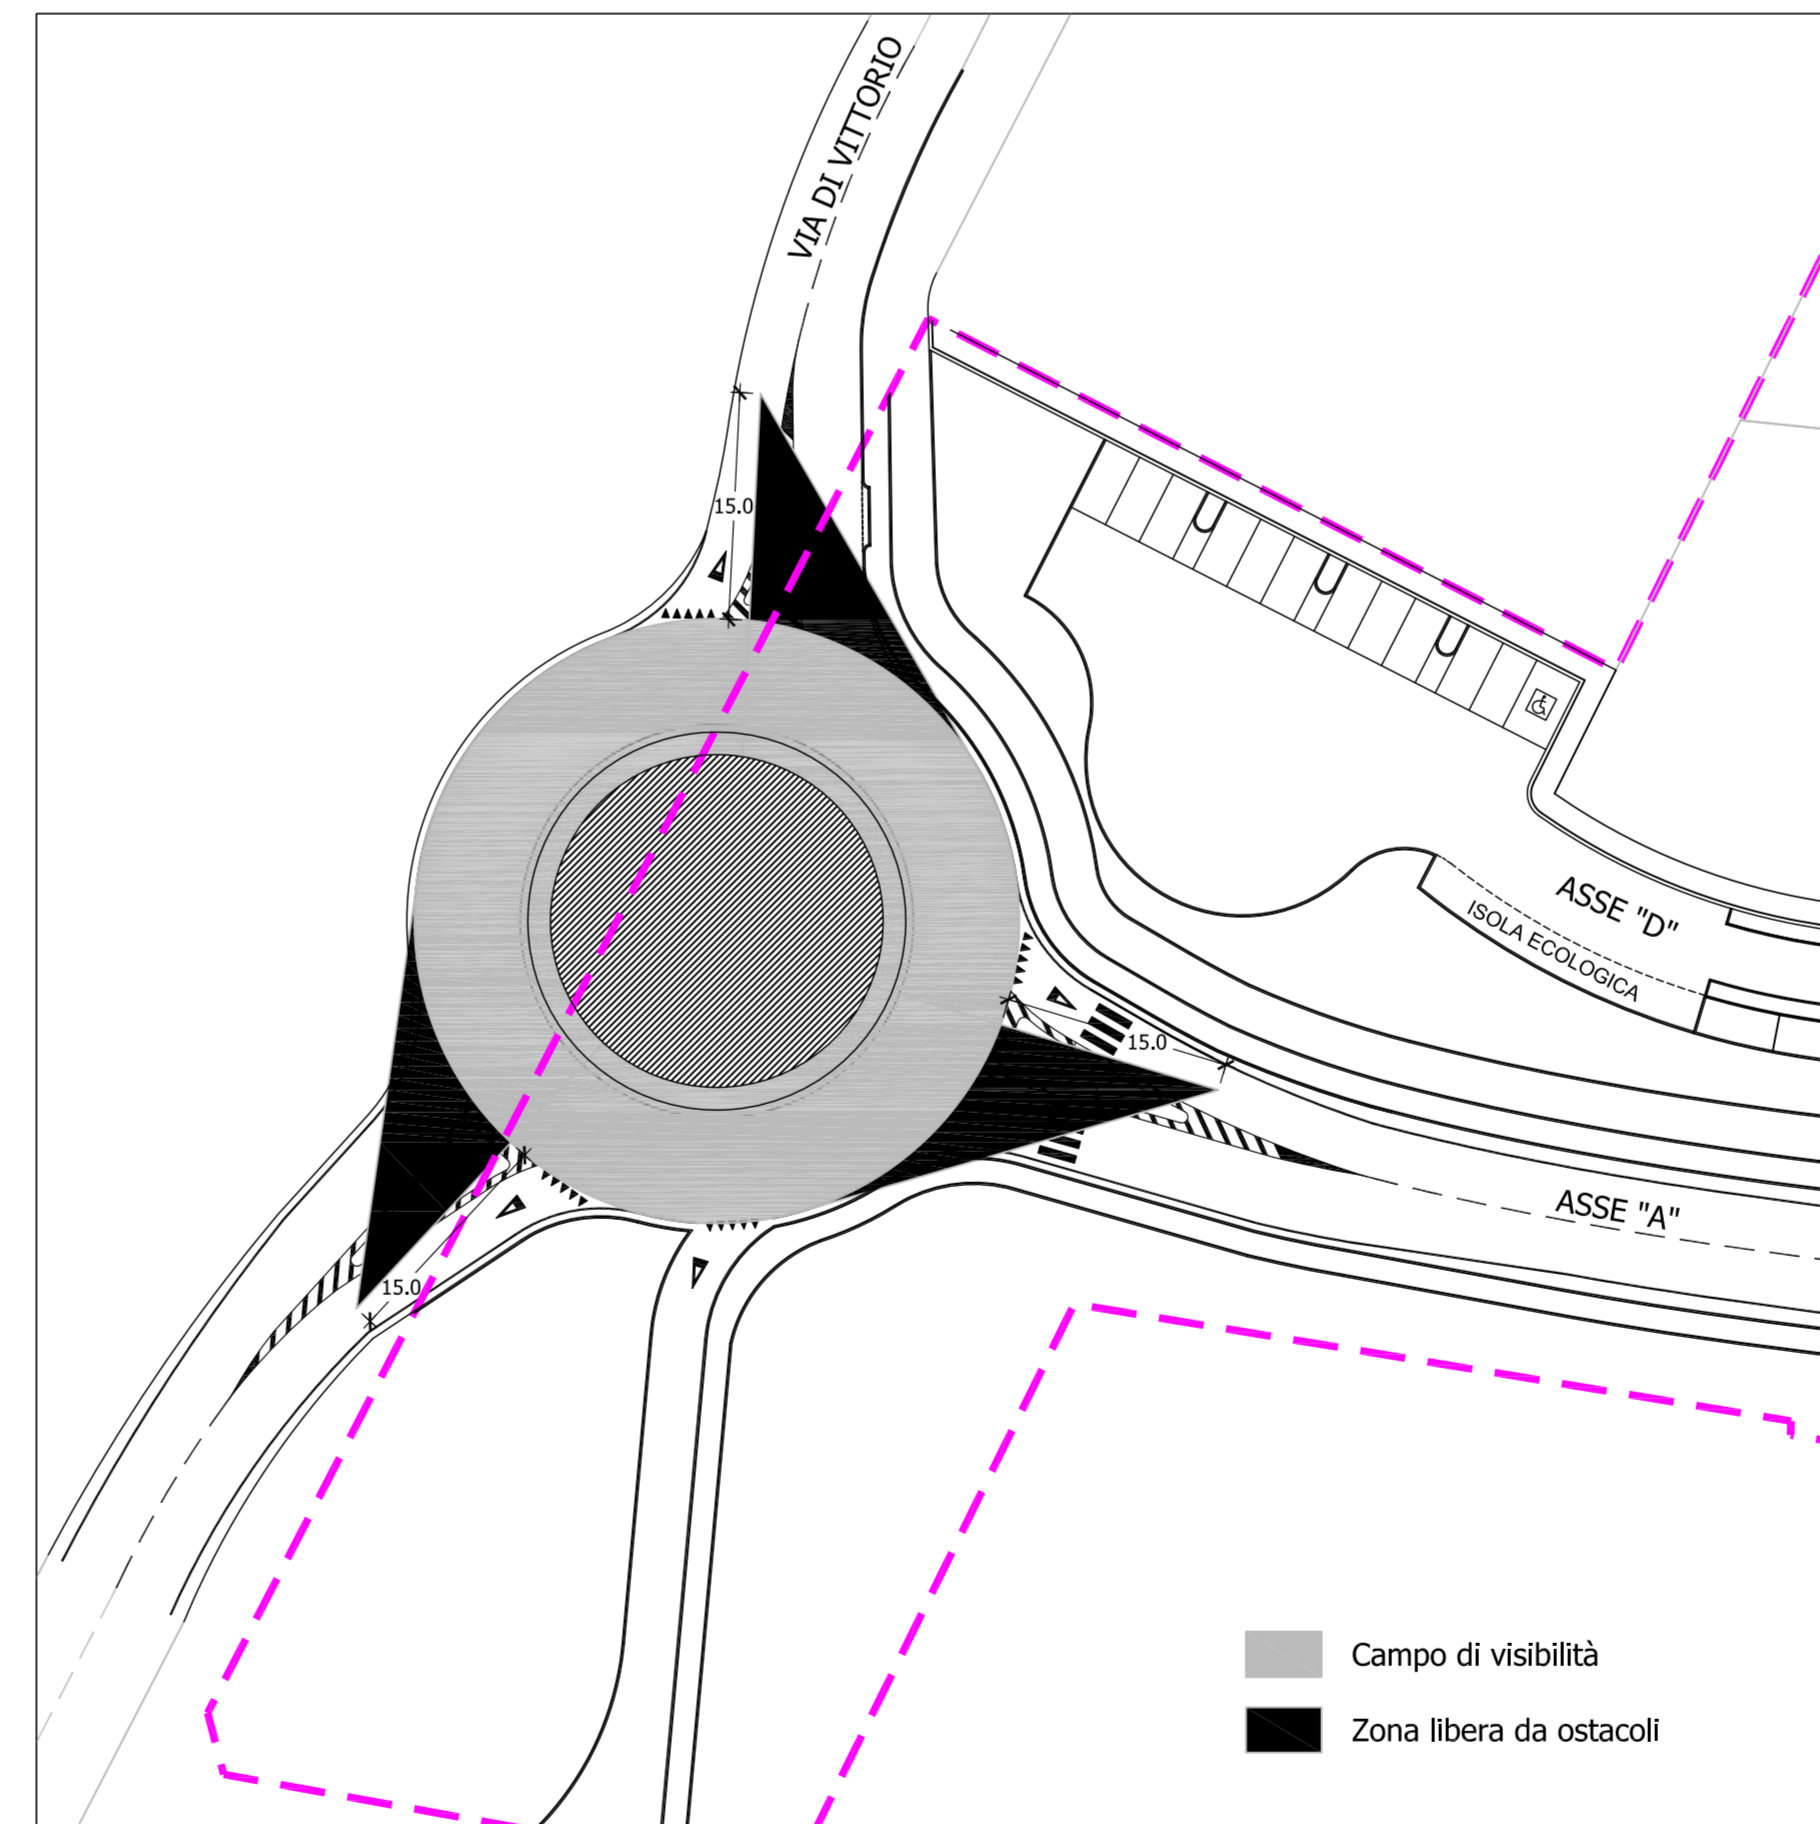 VIA DI VITTORIO
15.0
ASSE "D"
ISOLA ECOLOGICA
15.0
ASSE "A"
15.0
Campo di visibilità
Zona libera da ostacoli